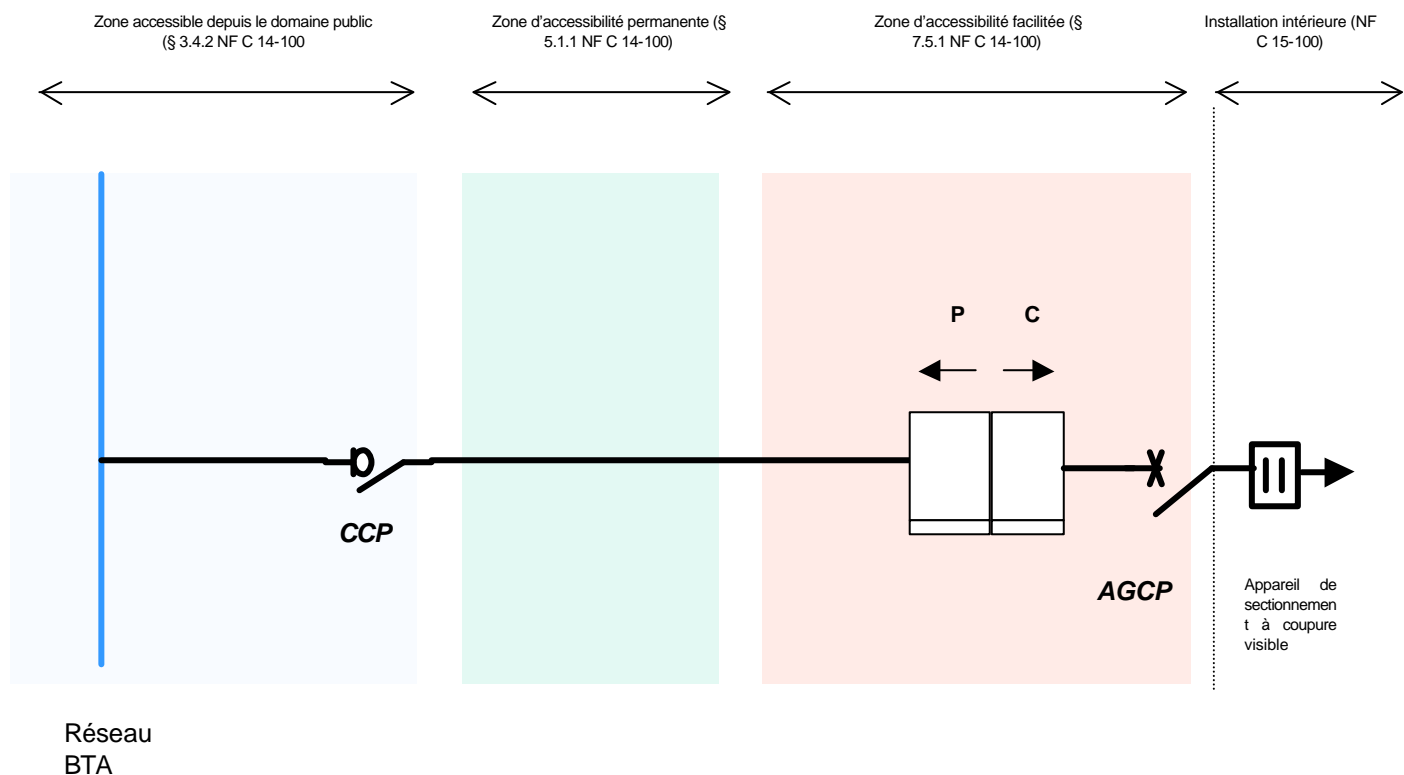 Zone accessible depuis le domaine public
(§ 3.4.2 NF C 14-100
Zone d'accessibilité permanente (§
5.1.1 NF C 14-100)
Zone d'accessibilité facilitée (§
7.5.1 NF C 14-100)
Installation intérieure (NF
C 15-100)
P C
CCP
AGCP
Appareil de
sectionnemen
t à coupure
visible
Réseau
BTA